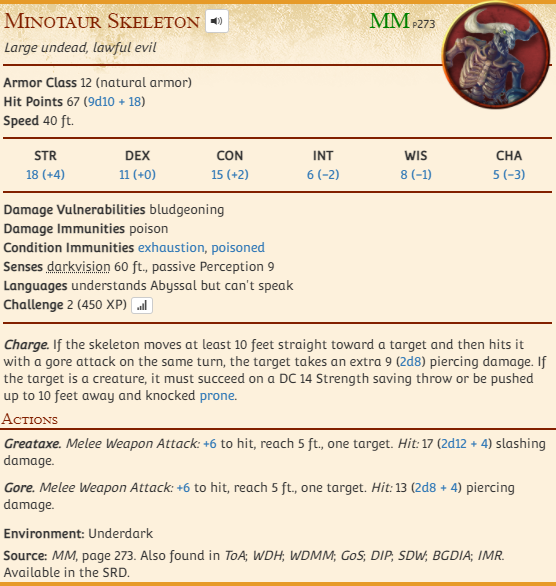 Minotaur Skeleton MM p273
Large undead, lawful evil
Armor Class 12 (natural armor)
Hit Points 67 (9d10 + 18)
Speed 40 ft.
STR DEX CON INT WIS CHA
18 (+4) 11 (+0) 15 (+2) 6 (−2) 8 (−1) 5 (−3)
Damage Vulnerabilities bludgeoning
Damage Immunities poison
Condition Immunities exhaustion, poisoned
Senses darkvision 60 ft., passive Perception 9
Languages understands Abyssal but can't speak
Challenge 2 (450 XP)
Charge. If the skeleton moves at least 10 feet straight toward a target and then hits it
with a gore attack on the same turn, the target takes an extra 9 (2d8) piercing damage. If
the target is a creature, it must succeed on a DC 14 Strength saving throw or be pushed
up to 10 feet away and knocked prone.
Actions
Greataxe. Melee Weapon Attack: +6 to hit, reach 5 ft., one target. Hit: 17 (2d12 + 4) slashing
damage.
Gore. Melee Weapon Attack: +6 to hit, reach 5 ft., one target. Hit: 13 (2d8 + 4) piercing
damage.
Environment: Underdark
Source: MM, page 273. Also found in ToA; WDH; WDMM; GoS; DIP; SDW; BGDIA; IMR.
Available in the SRD.